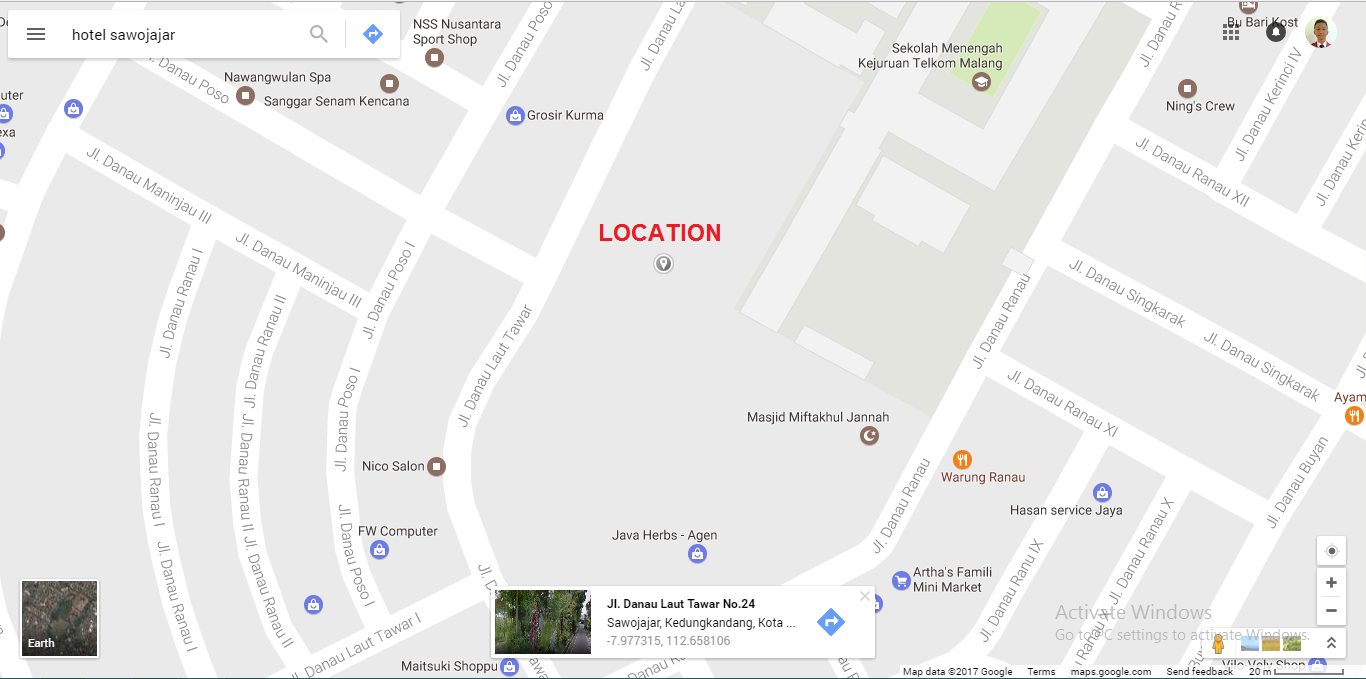 hotel sawojajar
NSS Nusantara
Sport Shop
Jl. Danau Poso
Jl. Danau La
Bu Bari Kost
Sekolah Menengah
Kejuruan Telkom Malang
Jl. Danau
Jl. Danau Poso
Nawangwulan Spa
Sanggar Senam Kencana
Grosir Kurma
Ning's Crew
Jl. Danau Kerinci IV
Jl. Danau Kerin
uter
exa
Jl. Danau Maninjau III
Jl. Danau Ranau XII
LOCATION
Jl. Danau Maninjau III
Jl. Danau Poso I
Jl. Danau Ranau I
Jl. Danau Ranau II
Jl. Danau Laut Tawar
Jl. Danau Ranau
Jl. Danau Singkarak
Jl. Danau Singkarak
Jl. Danau Poso I
Jl. Danau Ranau XI
Ayam
Masjid Miftakhul Jannah
Jl. Danau Ranau I
Jl. Danau Ranau II
Nico Salon
Warung Ranau
Jl. Danau Buyan
Hasan service Jaya
Jl. Danau Ranau
Jl. Danau Ranau X
FW Computer
Java Herbs - Agen
Jl. Danau Poso I
Jl. Danau Ranau II
Jl. Danau Ranau I
Jl. Ranu IX
Jl. Danau
Artha's Famili
Mini Market
Jl. D
Jl. Danau Laut Tawar No.24
Sawojajar, Kedungkandang, Kota ...
-7.977315, 112.658106
Activate Windows
Go to PC settings to activate Windows.
Earth
Jl. Danau Laut Tawar I
Maitsuki Shoppu
Vilo Vely Shop
Map data ©2017 Google
Terms
maps.google.com
Send feedback
20 m